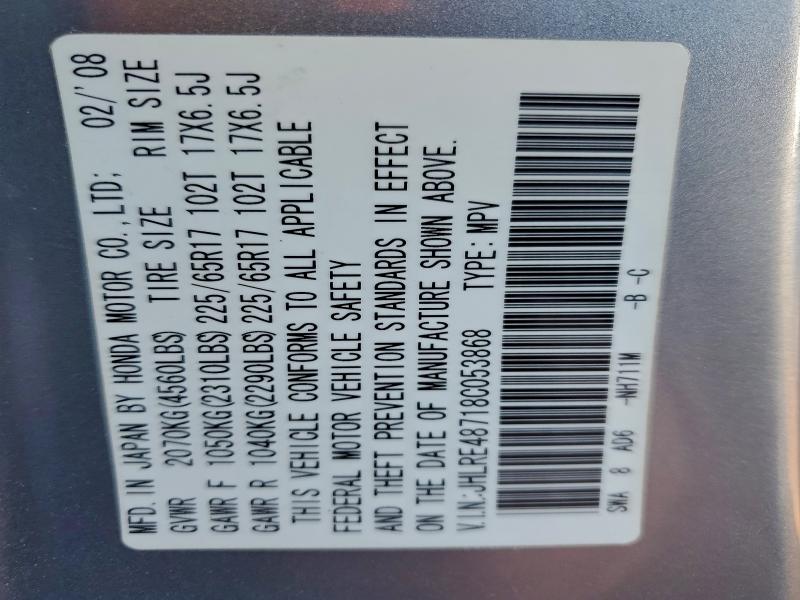 MFD. IN JAPAN BY HONDA MOTOR CO., LTD; 02/'08
GVWR 2070KG(4560LBS) TIRE SIZE RIM SIZE
GAWR F 1050KG(2310LBS) 225/65R17 102T 17X6.5J
GAWR R 1040KG(2290LBS) 225/65R17 102T 17X6.5J
THIS VEHICLE CONFORMS TO ALL APPLICABLE
FEDERAL MOTOR VEHICLE SAFETY
AND THEFT PREVENTION STANDARDS IN EFFECT
ON THE DATE OF MANUFACTURE SHOWN ABOVE.
V.I.N:JHLRE48718C053868 TYPE: MPV
SWA 8 AD6 -NH711M -B -C